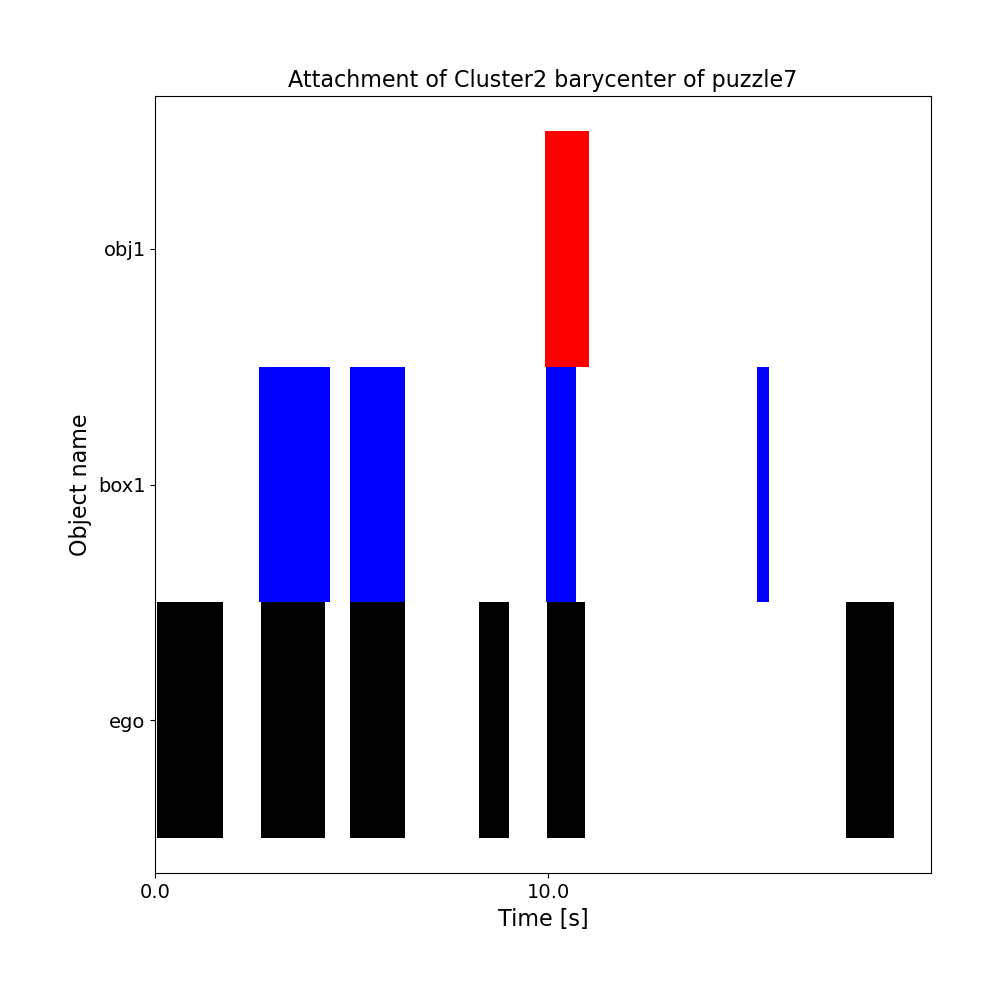 Attachment of Cluster2 barycenter of puzzle7
obj1
box1
ego
Object name
0.0 10.0
Time [s]